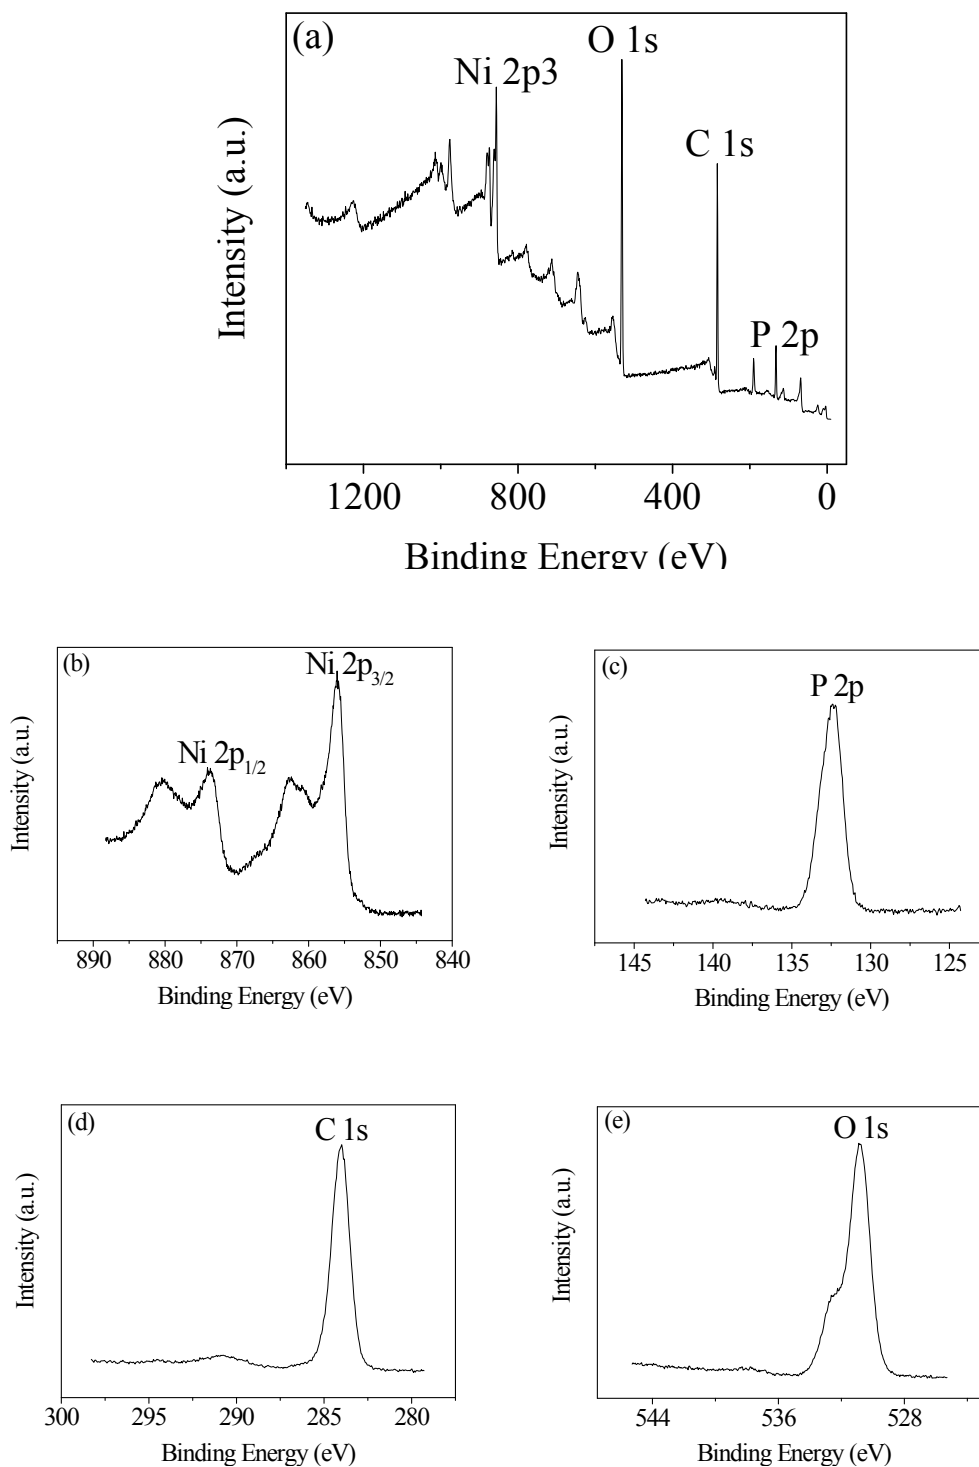 (a)
O 1s
Ni 2p3
C 1s
P 2p
Intensity (a.u.)
1200 800 400 0
Binding Energy (eV)
(b)
Ni 2p3/2
Ni 2p1/2
Intensity (a.u.)
890 880 870 860 850 840
Binding Energy (eV)
(c)
P 2p
Intensity (a.u.)
145 140 135 130 125
Binding Energy (eV)
(d)
C 1s
Intensity (a.u.)
300 295 290 285 280
Binding Energy (eV)
(e)
O 1s
Intensity (a.u.)
544 536 528
Binding Energy (eV)